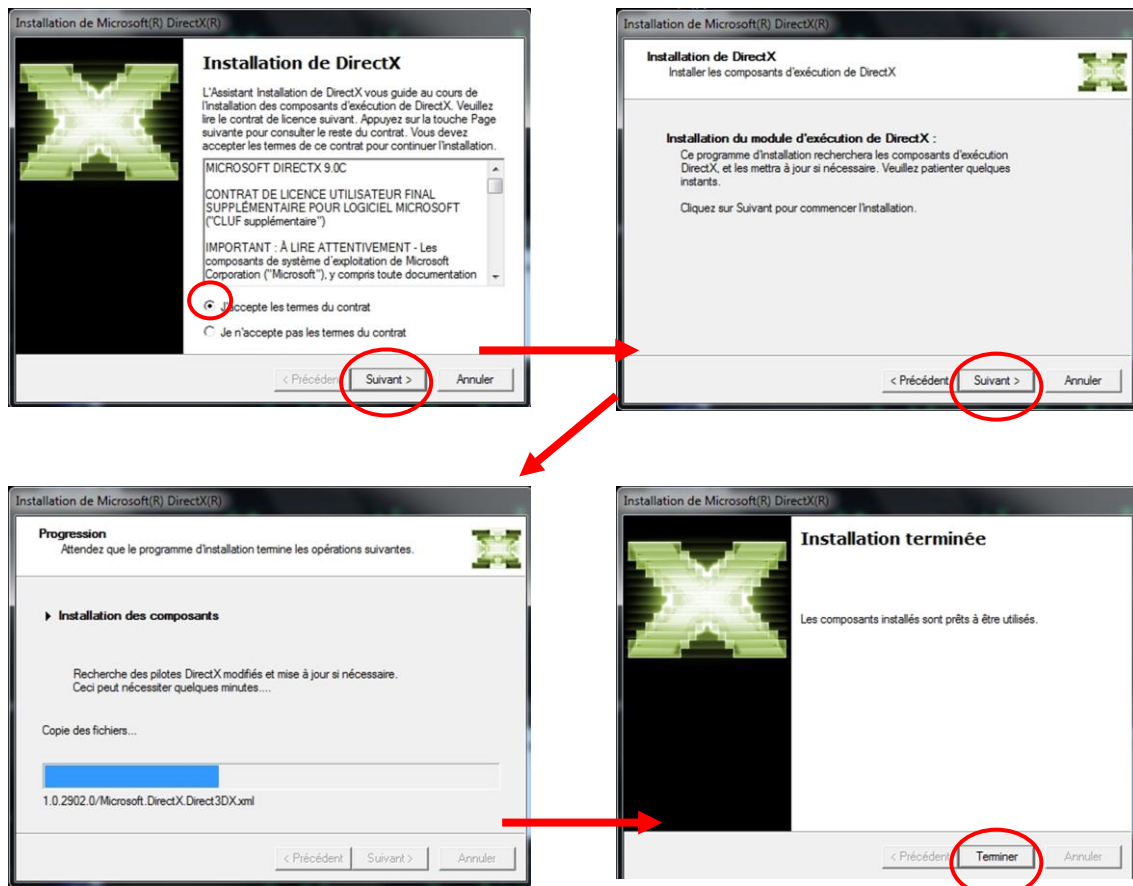 Installation de Microsoft(R) DirectX(R)
Installation de DirectX
L'Assistant Installation de DirectX vous guide au cours de
l'installation des composants d'exécution de DirectX. Veuillez
lire le contrat de licence suivant. Appuyez sur la touche Page
suivante pour consulter le reste du contrat. Vous devez
accepter les termes de ce contrat pour continuer l'installation.
MICROSOFT DIRECTX 9.0C
CONTRAT DE LICENCE UTILISATEUR FINAL
SUPPLÉMENTAIRE POUR LOGICIEL MICROSOFT
("CLUF supplémentaire")
IMPORTANT : À LIRE ATTENTIVEMENT - Les
composants de système d'exploitation de Microsoft
Corporation ("Microsoft"), y compris toute documentation
J'accepte les termes du contrat
Je n'accepte pas les termes du contrat
< Précédent Suivant > Annuler
Installation de Microsoft(R) DirectX(R)
Installation de DirectX
Installer les composants d'exécution de DirectX
Installation du module d'exécution de DirectX :
Ce programme d'installation recherchera les composants d'exécution
DirectX, et les mettra à jour si nécessaire. Veuillez patienter quelques
instants.
Cliquez sur Suivant pour commencer l'installation.
< Précédent Suivant > Annuler
Installation de Microsoft(R) DirectX(R)
Progression
Attendez que le programme d'installation termine les opérations suivantes.
Installation des composants
Recherche des pilotes DirectX modifiés et mise à jour si nécessaire.
Ceci peut nécessiter quelques minutes....
Copie des fichiers...
1.0.2902.0/Microsoft.DirectX.Direct3DX.xml
< Précédent Suivant > Annuler
Installation de Microsoft(R) DirectX(R)
Installation terminée
Les composants installés sont prêts à être utilisés.
< Précédent Terminer Annuler